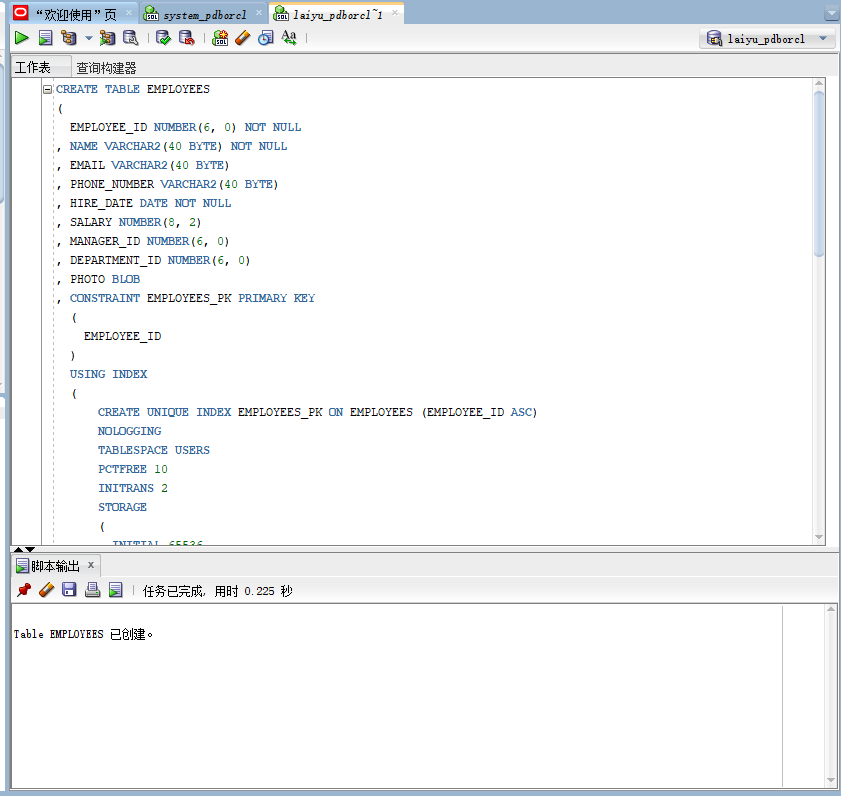 “欢迎使用”页 system_pdborcl laiyu_pdborcl~1
laiyu_pdborcl
工作表 查询构建器
CREATE TABLE EMPLOYEES
(
EMPLOYEE_ID NUMBER(6, 0) NOT NULL
, NAME VARCHAR2(40 BYTE) NOT NULL
, EMAIL VARCHAR2(40 BYTE)
, PHONE_NUMBER VARCHAR2(40 BYTE)
, HIRE_DATE DATE NOT NULL
, SALARY NUMBER(8, 2)
, MANAGER_ID NUMBER(6, 0)
, DEPARTMENT_ID NUMBER(6, 0)
, PHOTO BLOB
, CONSTRAINT EMPLOYEES_PK PRIMARY KEY
(
EMPLOYEE_ID
)
USING INDEX
(
CREATE UNIQUE INDEX EMPLOYEES_PK ON EMPLOYEES (EMPLOYEE_ID ASC)
NOLOGGING
TABLESPACE USERS
PCTFREE 10
INITRANS 2
STORAGE
(
INITIAL 65536
脚本输出
任务已完成, 用时 0.225 秒
Table EMPLOYEES 已创建。